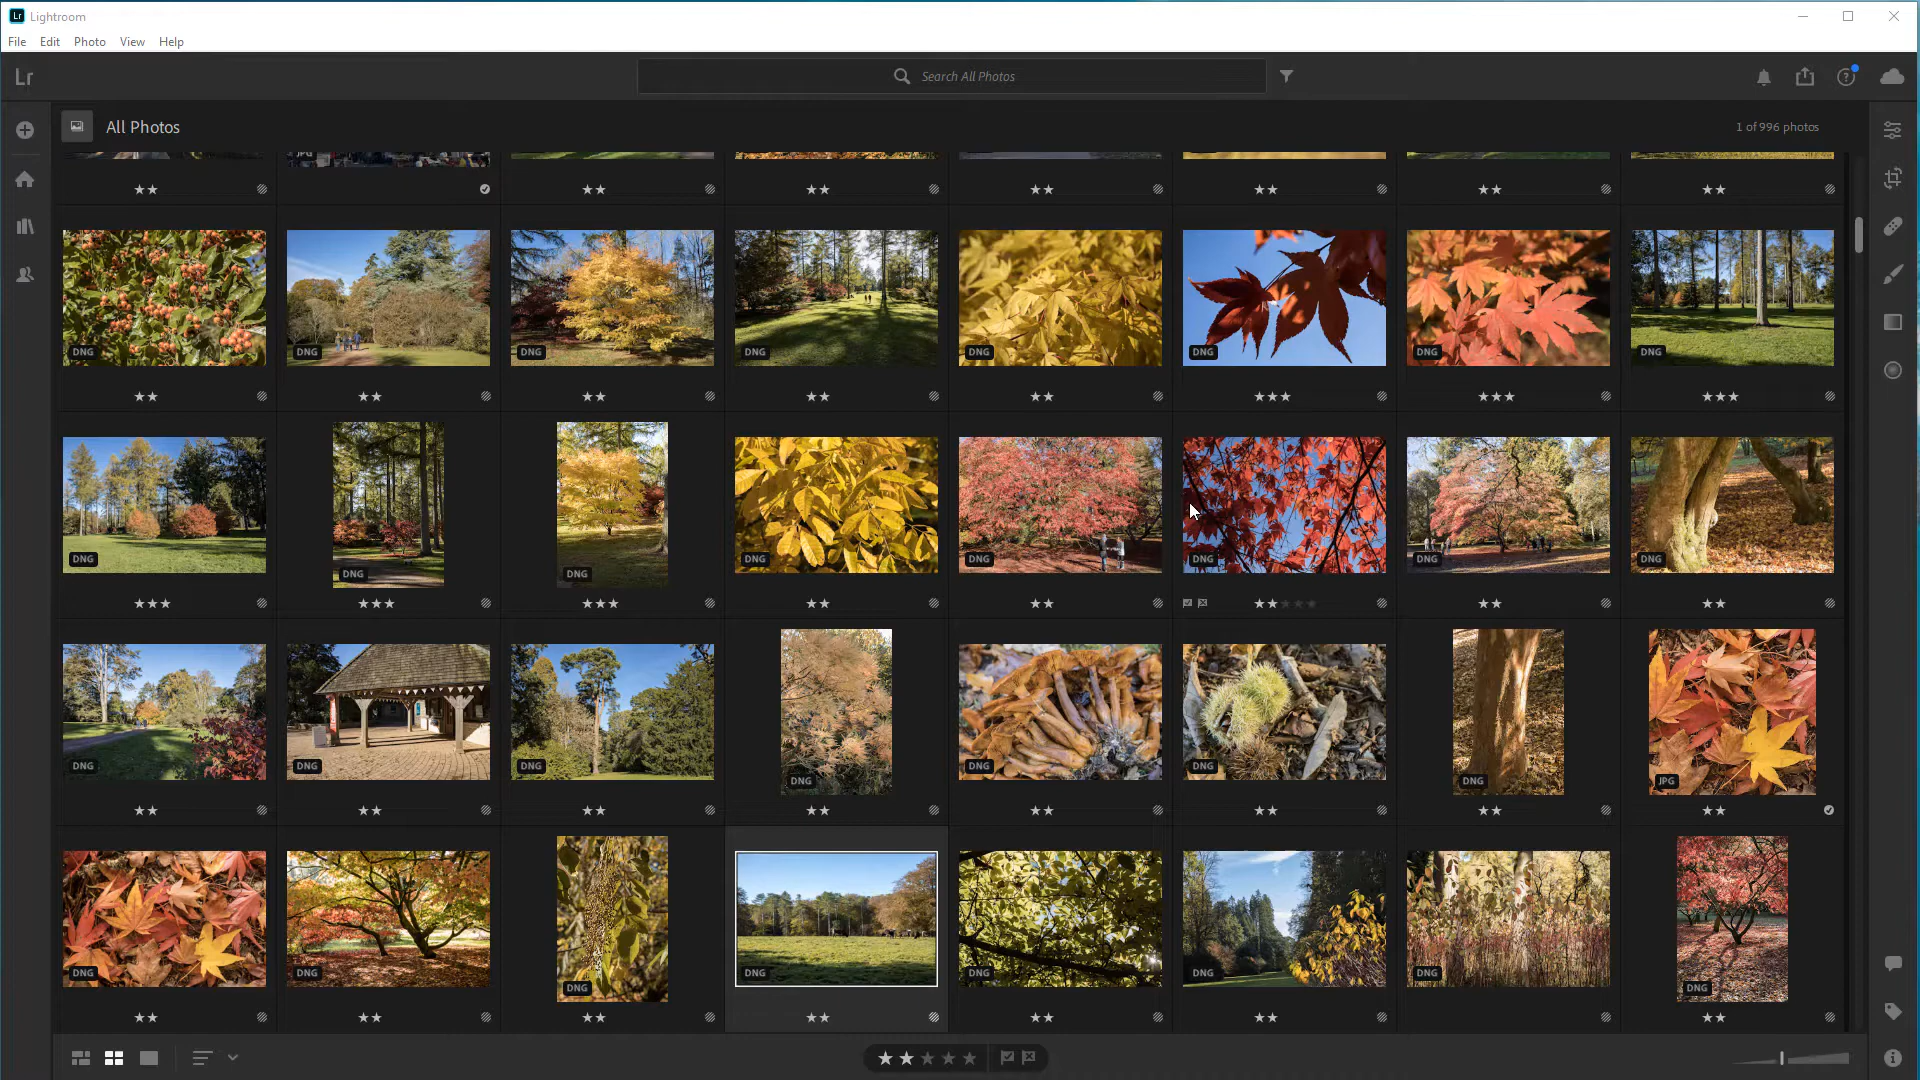 Lr Lightroom
File Edit Photo View Help
Lr Search All Photos
All Photos 1 of 996 photos
DNG DNG DNG DNG DNG DNG DNG DNG
DNG DNG DNG DNG DNG DNG DNG DNG
DNG DNG DNG DNG DNG DNG DNG JPG
DNG DNG DNG DNG DNG DNG DNG DNG